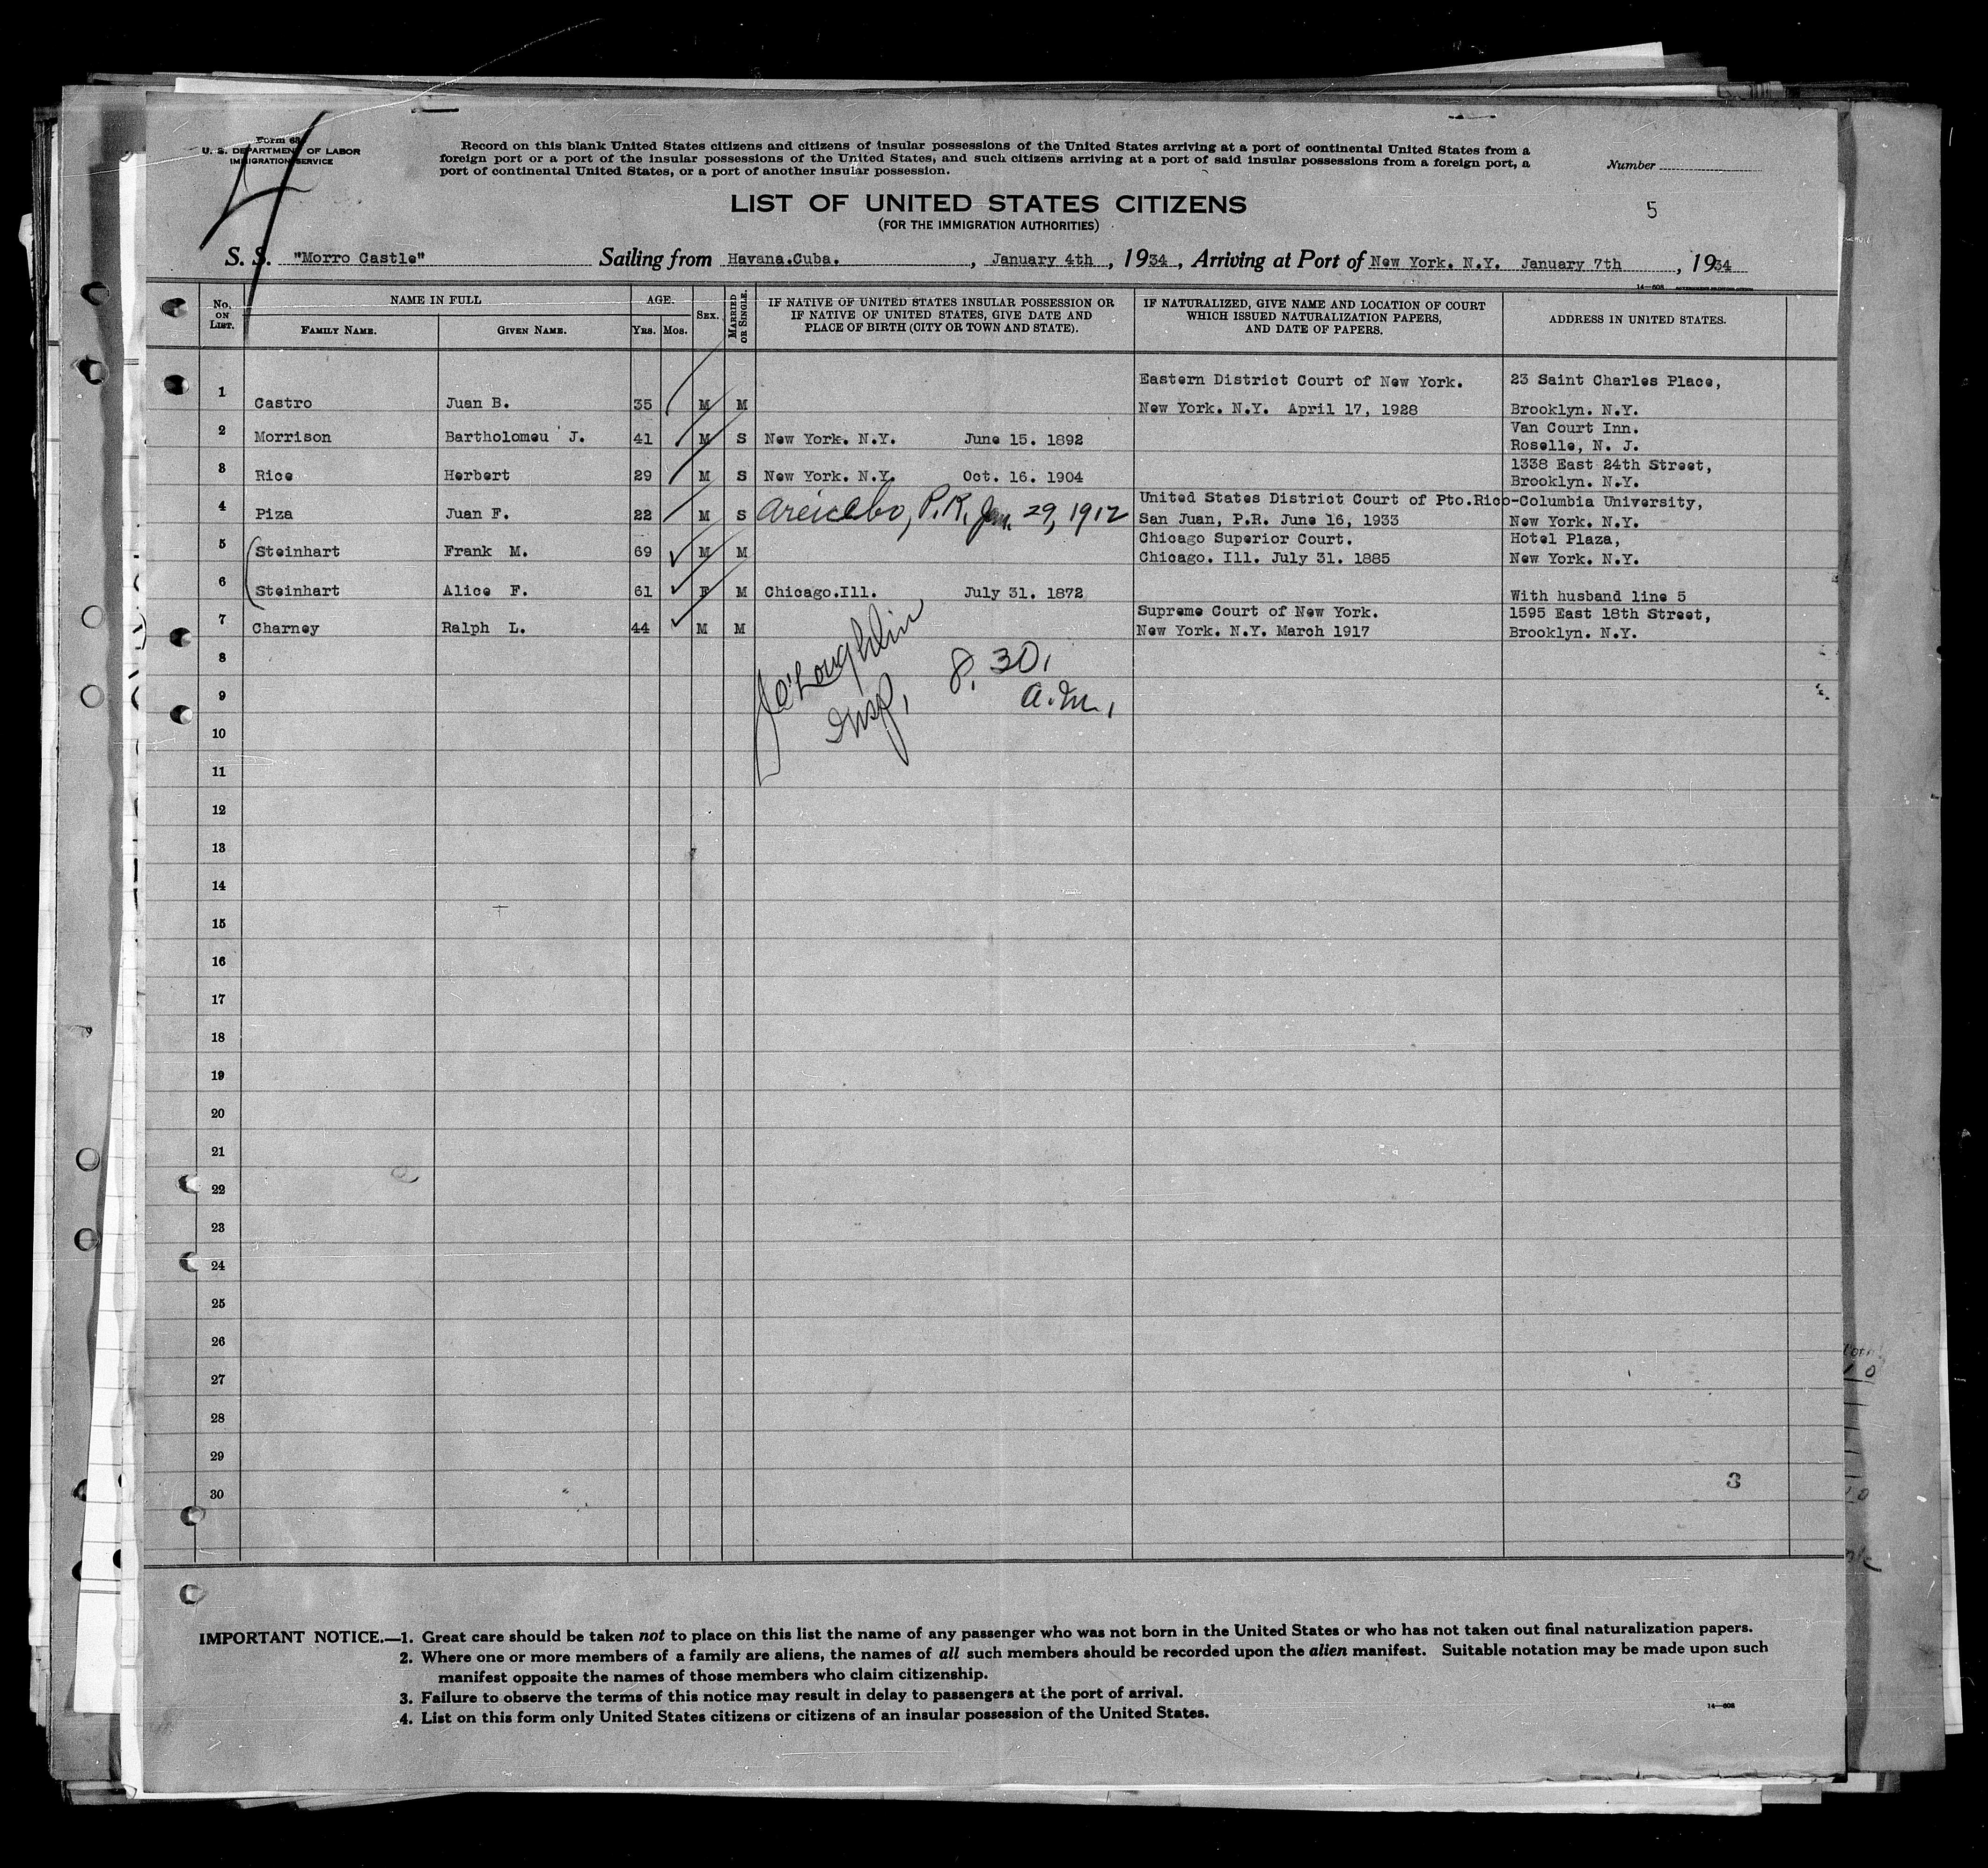 Form 63
U. S. DEPARTMENT OF LABOR
IMMIGRATION SERVICE
Record on this blank United States citizens and citizens of insular possessions of the United States arriving at a port of continental United States from a
foreign port or a port of the insular possessions of the United States, and such citizens arriving at a port of said insular possessions from a foreign port, a
port of continental United States, or a port of another insular possession.
Number
LIST OF UNITED STATES CITIZENS
(FOR THE IMMIGRATION AUTHORITIES)
5
S. S. "Morro Castle" Sailing from Havana.Cuba. , January 4th , 1934 , Arriving at Port of New York. N.Y. January 7th , 1934
14—608 GOVERNMENT PRINTING OFFICE
No. ON LIST.
NAME IN FULL
FAMILY NAME. GIVEN NAME.
AGE.
YRS. MOS.
SEX.
MARRIED OR SINGLE.
IF NATIVE OF UNITED STATES INSULAR POSSESSION OR
IF NATIVE OF UNITED STATES, GIVE DATE AND
PLACE OF BIRTH (CITY OR TOWN AND STATE).
IF NATURALIZED, GIVE NAME AND LOCATION OF COURT
WHICH ISSUED NATURALIZATION PAPERS,
AND DATE OF PAPERS.
ADDRESS IN UNITED STATES.
Eastern District Court of New York. 23 Saint Charles Place,
1 Castro Juan B. 35 M M New York. N.Y. April 17, 1928 Brooklyn. N.Y.
Van Court Inn.
2 Morrison Bartholomeu J. 41 M S New York. N.Y. June 15. 1892 Roselle, N. J.
1338 East 24th Street,
3 Rice Herbert 29 M S New York. N.Y. Oct. 16. 1904 Brooklyn. N.Y.
United States District Court of Pto.Rico-Columbia University,
4 Piza Juan F. 22 M S Areicebo, P.R. Jan. 29, 1912 San Juan, P.R. June 16, 1933 New York. N.Y.
Chicago Superior Court. Hotel Plaza,
5 Steinhart Frank M. 69 M M Chicago. Ill. July 31. 1885 New York. N.Y.
6 Steinhart Alice F. 61 F M Chicago.Ill. July 31. 1872 With husband line 5
Supreme Court of New York. 1595 East 18th Street,
7 Charney Ralph L. 44 M M New York. N.Y. March 1917 Brooklyn. N.Y.
8
J O'Loughlin
Insp,
8.30,
a.m.,
9
10
11
12
13
14
15
16
17
18
19
20
21
22
23
24
25
26
27
28
29
30
3
IMPORTANT NOTICE.—1. Great care should be taken not to place on this list the name of any passenger who was not born in the United States or who has not taken out final naturalization papers.
2. Where one or more members of a family are aliens, the names of all such members should be recorded upon the alien manifest. Suitable notation may be made upon such
manifest opposite the names of those members who claim citizenship.
3. Failure to observe the terms of this notice may result in delay to passengers at the port of arrival.
4. List on this form only United States citizens or citizens of an insular possession of the United States.
14—608